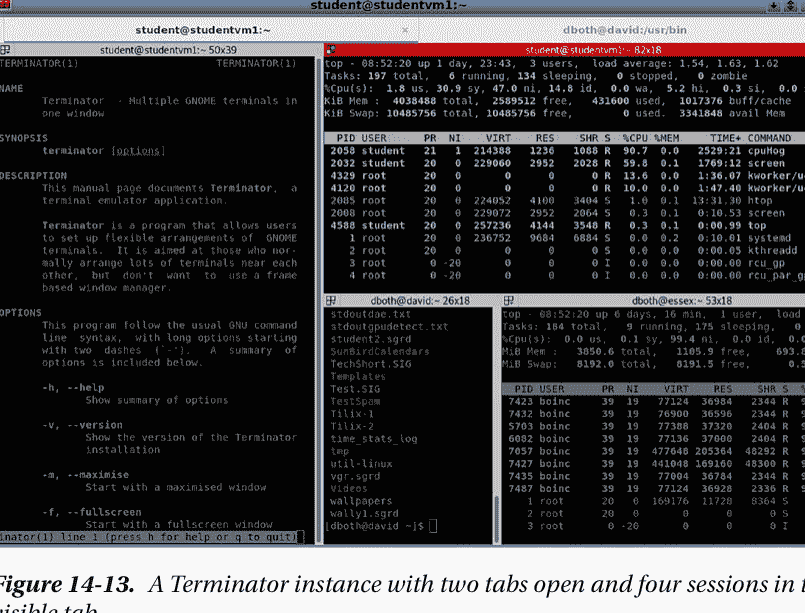 student@studentvm1:~
student@studentvm1:~ × dboth@david:/usr/bin
student@studentvm1:~ 50x39
TERMINATOR(1) TERMINATOR(1)
NAME
Terminator - Multiple GNOME terminals in
one window
SYNOPSIS
terminator [options]
DESCRIPTION
This manual page documents Terminator, a
terminal emulator application.
Terminator is a program that allows users
to set up flexible arrangements of GNOME
terminals. It is aimed at those who nor-
mally arrange lots of terminals near each
other, but don't want to use a frame
based window manager.
OPTIONS
This program follow the usual GNU command
line syntax, with long options starting
with two dashes (`-'). A summary of
options is included below.
-h, --help
Show summary of options
-v, --version
Show the version of the Terminator
installation
-m, --maximise
Start with a maximised window
-f, --fullscreen
Start with a fullscreen window
inator(1) line 1 (press h for help or q to quit)
student@studentvm1:~ 82x18
top - 08:52:20 up 1 day, 23:43, 3 users, load average: 1.54, 1.63, 1.62
Tasks: 197 total, 6 running, 134 sleeping, 0 stopped, 0 zombie
%Cpu(s): 1.8 us, 30.9 sy, 47.0 ni, 14.8 id, 0.0 wa, 5.2 hi, 0.3 si, 0.0
KiB Mem : 4038488 total, 2589512 free, 431600 used, 1017376 buff/cache
KiB Swap: 10485756 total, 10485756 free, 0 used. 3341848 avail Mem
PID USER PR NI VIRT RES SHR S %CPU %MEM TIME+ COMMAND
2058 student 21 1 214388 1236 1088 R 90.7 0.0 2529:21 cpuHog
2032 student 20 0 229060 2952 2028 R 59.8 0.1 1769:12 screen
4329 root 20 0 0 0 0 R 13.6 0.0 1:36.07 kworker/u
4120 root 20 0 0 0 0 R 10.0 0.0 1:47.40 kworker/u
2085 root 20 0 224052 4100 3404 S 1.0 0.1 13:31.30 htop
2008 root 20 0 229072 2952 2064 S 0.3 0.1 0:10.53 screen
4588 student 20 0 257236 4144 3548 R 0.3 0.1 0:00.99 top
1 root 20 0 236752 9684 6884 S 0.0 0.2 0:10.01 systemd
2 root 20 0 0 0 0 S 0.0 0.0 0:00.05 kthreadd
3 root 0 -20 0 0 0 I 0.0 0.0 0:00.00 rcu_gp
4 root 0 -20 0 0 0 I 0.0 0.0 0:00.00 rcu_par_gp
dboth@david:~ 26x18
stdoutdae.txt
stdoutgpudetect.txt
student2.sgrd
SunBirdCalendars
TechShort.SIG
Templates
Test.SIG
TestSpam
Tilix-1
Tilix-2
time_stats_log
tmp
util-linux
vgr.sgrd
Videos
wallpapers
wally1.sgrd
[dboth@david ~]$
dboth@essex:~ 53x18
top - 08:52:20 up 6 days, 16 min, 1 user, load
Tasks: 184 total, 9 running, 175 sleeping,
%Cpu(s): 0.0 us, 0.1 sy, 99.4 ni, 0.0 id, 0.0
MiB Mem : 3850.6 total, 1105.9 free, 693.8
MiB Swap: 8192.0 total, 8191.5 free, 0.5
PID USER PR NI VIRT RES SHR S
7423 boinc 39 19 77124 36984 2344 R
7432 boinc 39 19 76900 36596 2344 R
5763 boinc 39 19 77388 37320 2404 R
6082 boinc 39 19 77136 37000 2404 R
7057 boinc 39 19 477648 205364 48292 R
7427 boinc 39 19 441048 169160 48300 R
7435 boinc 39 19 77004 36784 2344 R
7487 boinc 39 19 77124 36928 2336 R
1 root 20 0 169176 11728 8364 S
2 root 20 0 0 0 0 S
3 root 0 -20 0 0 0 I
Figure 14-13. A Terminator instance with two tabs open and four sessions in t
visible tab